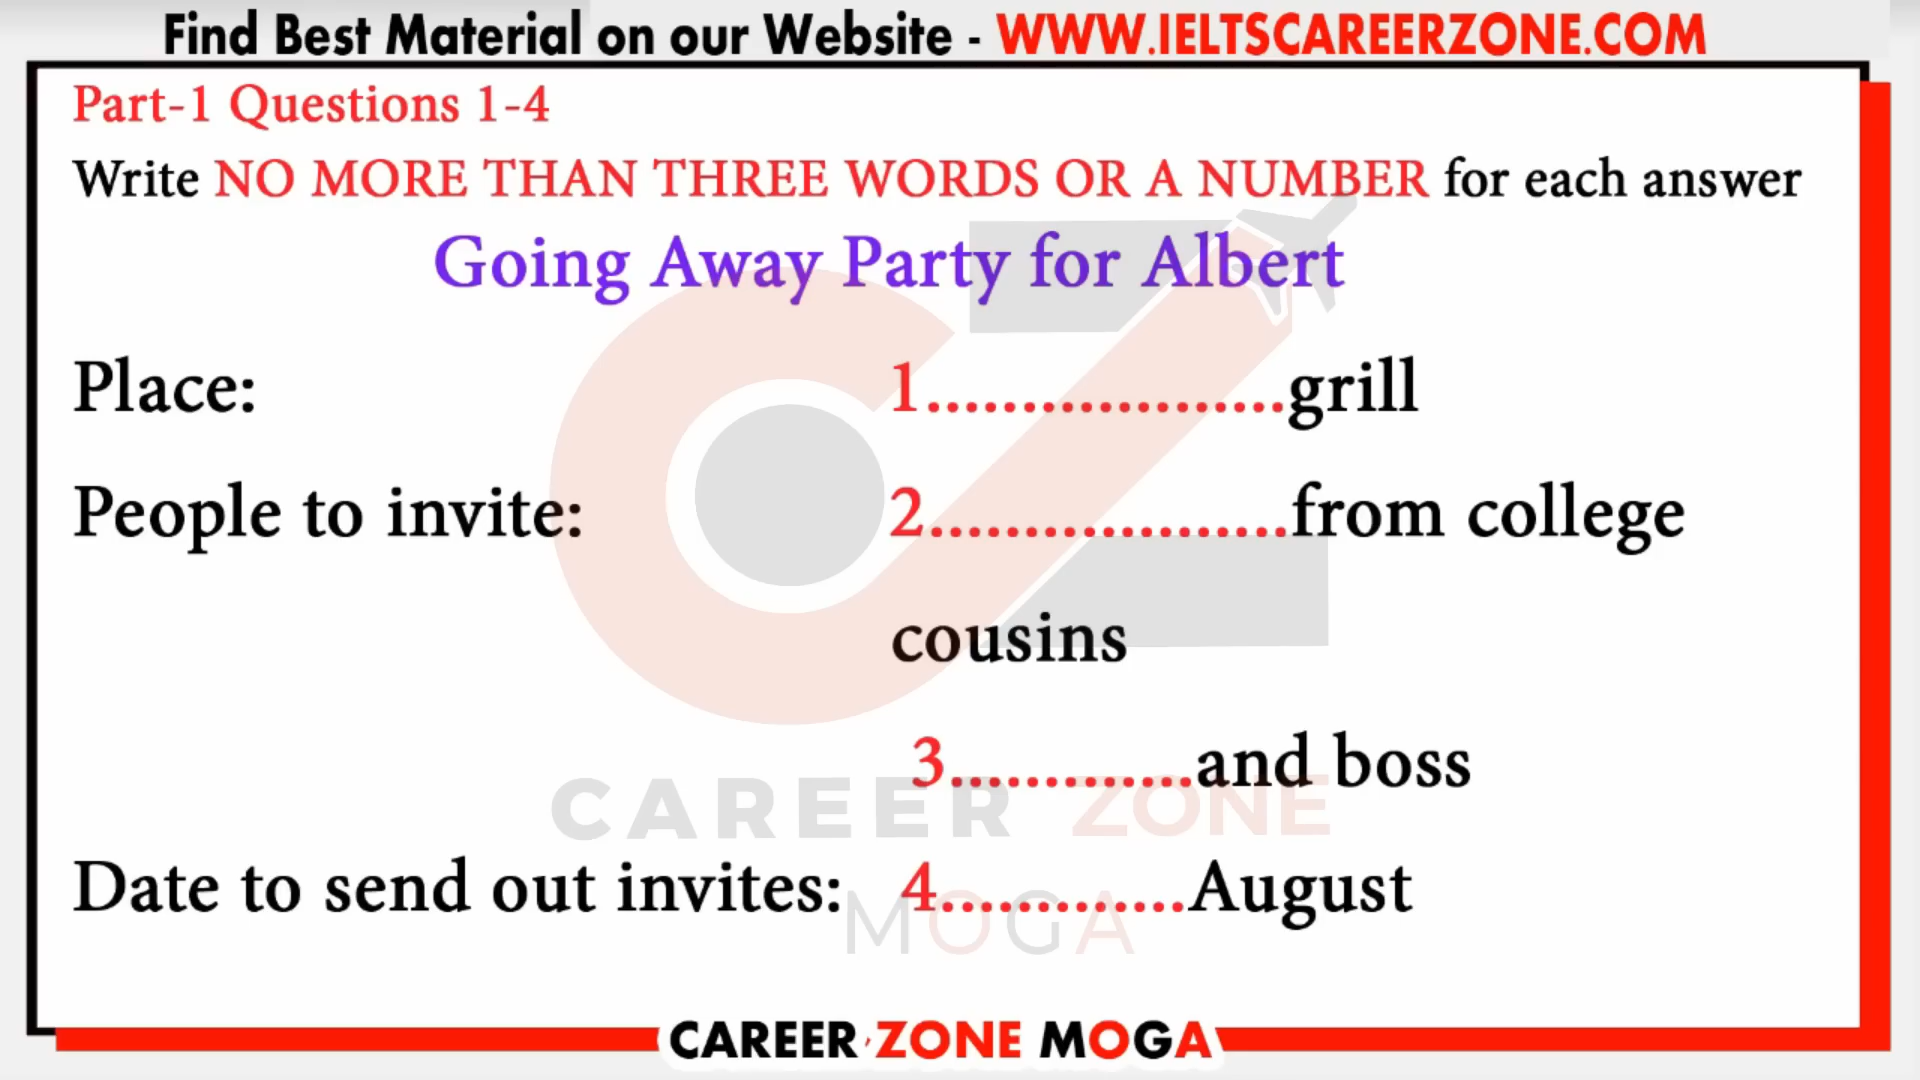 Find Best Material on our Website - WWW.IELTSCAREERZONE.COM
Part-1 Questions 1-4
Write NO MORE THAN THREE WORDS OR A NUMBER for each answer
Going Away Party for Albert
Place: 1...................grill
People to invite: 2...................from college
cousins
3.............and boss
CAREER ZONE
Date to send out invites: 4.............August
MOGA
CAREER ZONE MOGA